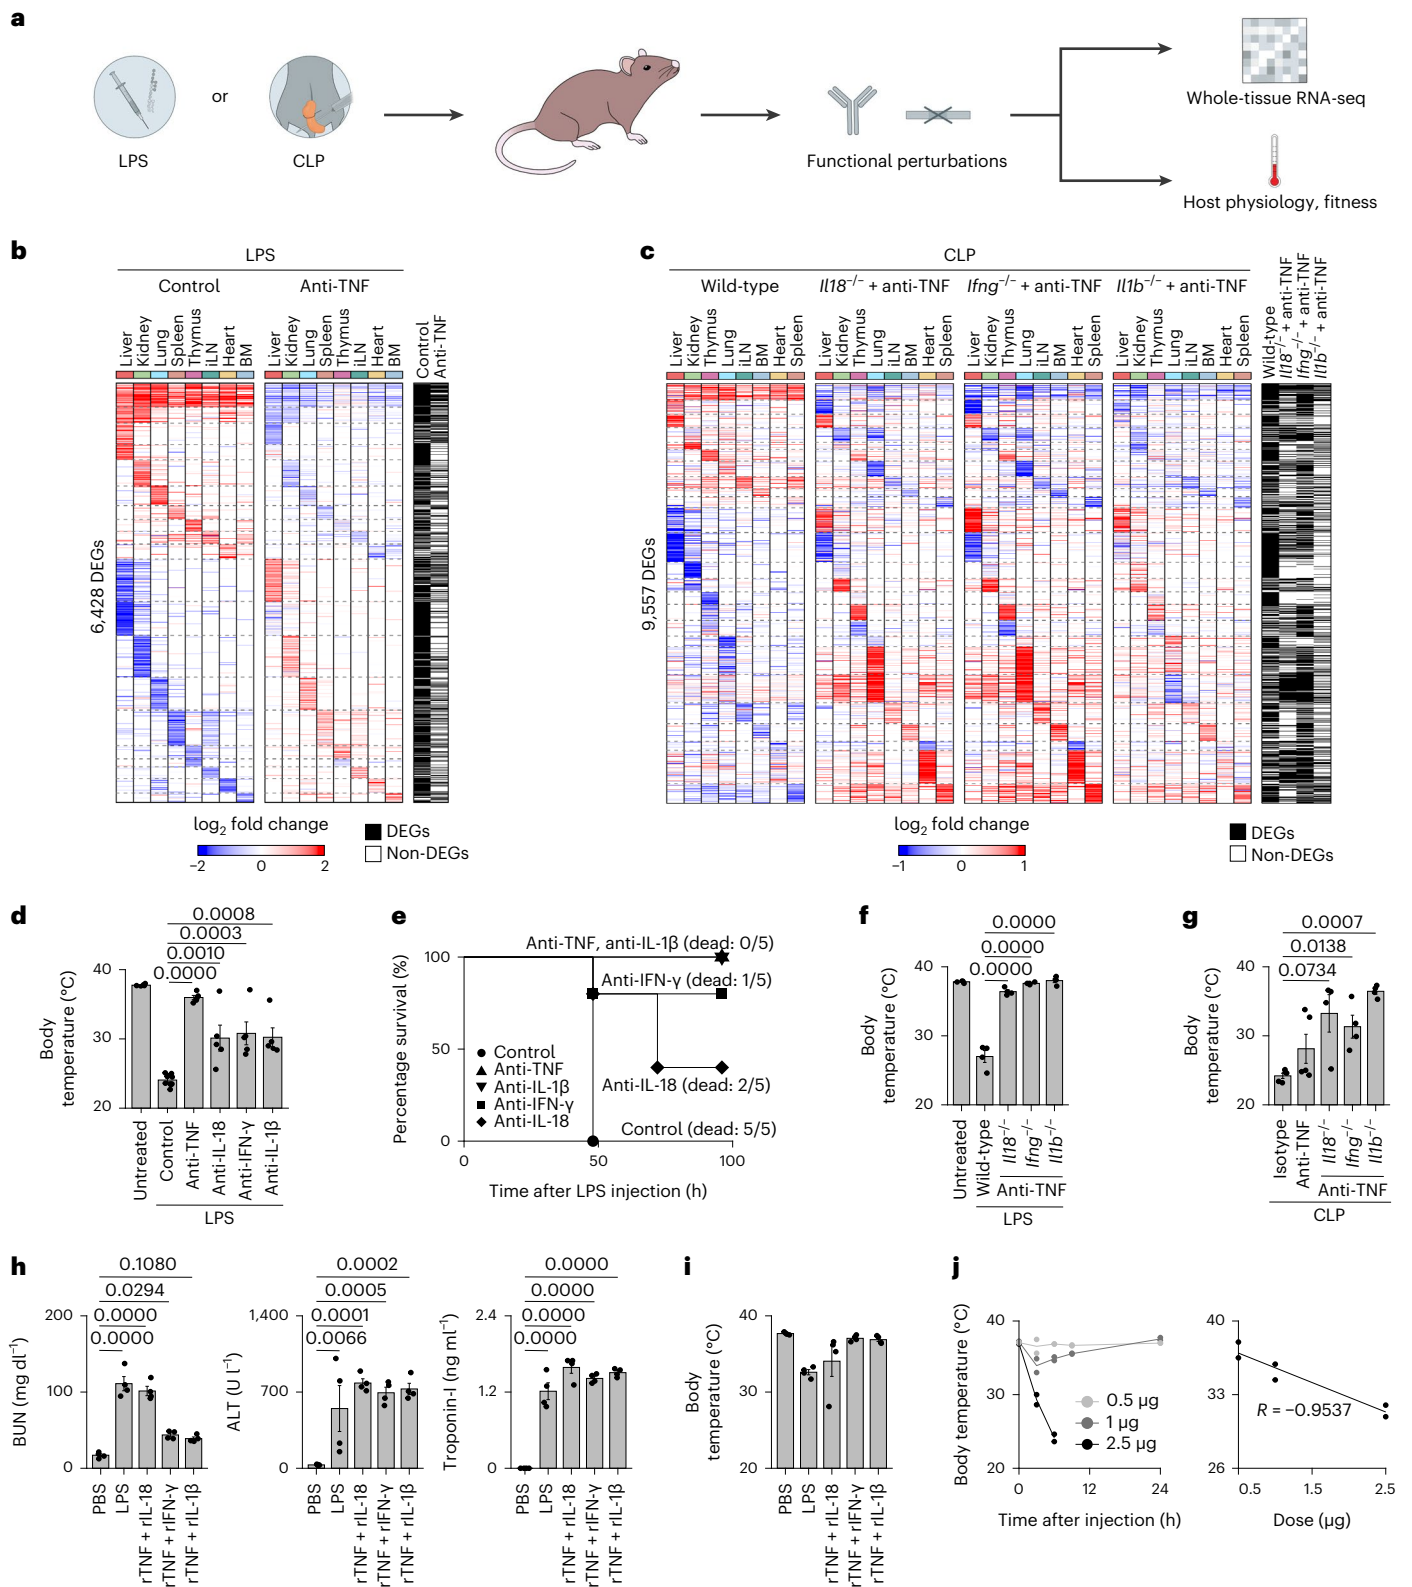 a
LPS
or
CLP
Functional perturbations
Whole-tissue RNA-seq
Host physiology, fitness
b
LPS
Control
Anti-TNF
Liver
Kidney
Lung
Spleen
Thymus
iLN
Heart
BM
Liver
Kidney
Lung
Spleen
Thymus
iLN
Heart
BM
Control
Anti-TNF
6,428 DEGs
log2 fold change
−2
0
2
DEGs
Non-DEGs
c
CLP
Wild-type
Il18−/− + anti-TNF
Ifng−/− + anti-TNF
Il1b−/− + anti-TNF
Liver
Kidney
Thymus
Lung
iLN
BM
Heart
Spleen
Liver
Kidney
Thymus
Lung
iLN
BM
Heart
Spleen
Liver
Kidney
Thymus
Lung
iLN
BM
Heart
Spleen
Liver
Kidney
Thymus
Lung
iLN
BM
Heart
Spleen
Wild-type
Il18−/− + anti-TNF
Ifng−/− + anti-TNF
Il1b−/− + anti-TNF
9,557 DEGs
log2 fold change
−1
0
1
DEGs
Non-DEGs
d
0.0008
0.0003
0.0010
0.0000
Body
temperature (°C)
40
30
20
Untreated
Control
Anti-TNF
Anti-IL-18
Anti-IFN-γ
Anti-IL-1β
LPS
e
Percentage survival (%)
100
50
0
Anti-TNF, anti-IL-1β (dead: 0/5)
Anti-IFN-γ (dead: 1/5)
Anti-IL-18 (dead: 2/5)
Control (dead: 5/5)
Control
Anti-TNF
Anti-IL-1β
Anti-IFN-γ
Anti-IL-18
0
50
100
Time after LPS injection (h)
f
0.0000
0.0000
0.0000
Body
temperature (°C)
40
30
20
Untreated
Wild-type
Il18−/−
Ifng−/−
Il1b−/−
Anti-TNF
LPS
g
0.0007
0.0138
0.0734
Body
temperature (°C)
40
30
20
Isotype
Anti-TNF
Il18−/−
Ifng−/−
Il1b−/−
Anti-TNF
CLP
h
0.1080
0.0294
0.0000
0.0000
BUN (mg dl−1)
200
100
0
PBS
LPS
rTNF + rIL-18
rTNF + rIFN-γ
rTNF + rIL-1β
0.0002
0.0005
0.0001
0.0066
ALT (U l−1)
1,400
700
0
PBS
LPS
rTNF + rIL-18
rTNF + rIFN-γ
rTNF + rIL-1β
0.0000
0.0000
0.0000
0.0000
Troponin-I (ng ml−1)
2.4
1.2
0
PBS
LPS
rTNF + rIL-18
rTNF + rIFN-γ
rTNF + rIL-1β
i
Body
temperature (°C)
40
30
20
PBS
LPS
rTNF + rIL-18
rTNF + rIFN-γ
rTNF + rIL-1β
j
Body temperature (°C)
40
30
20
0.5 µg
1 µg
2.5 µg
0
12
24
Time after injection (h)
40
33
26
R = −0.9537
0.5
1.5
2.5
Dose (µg)